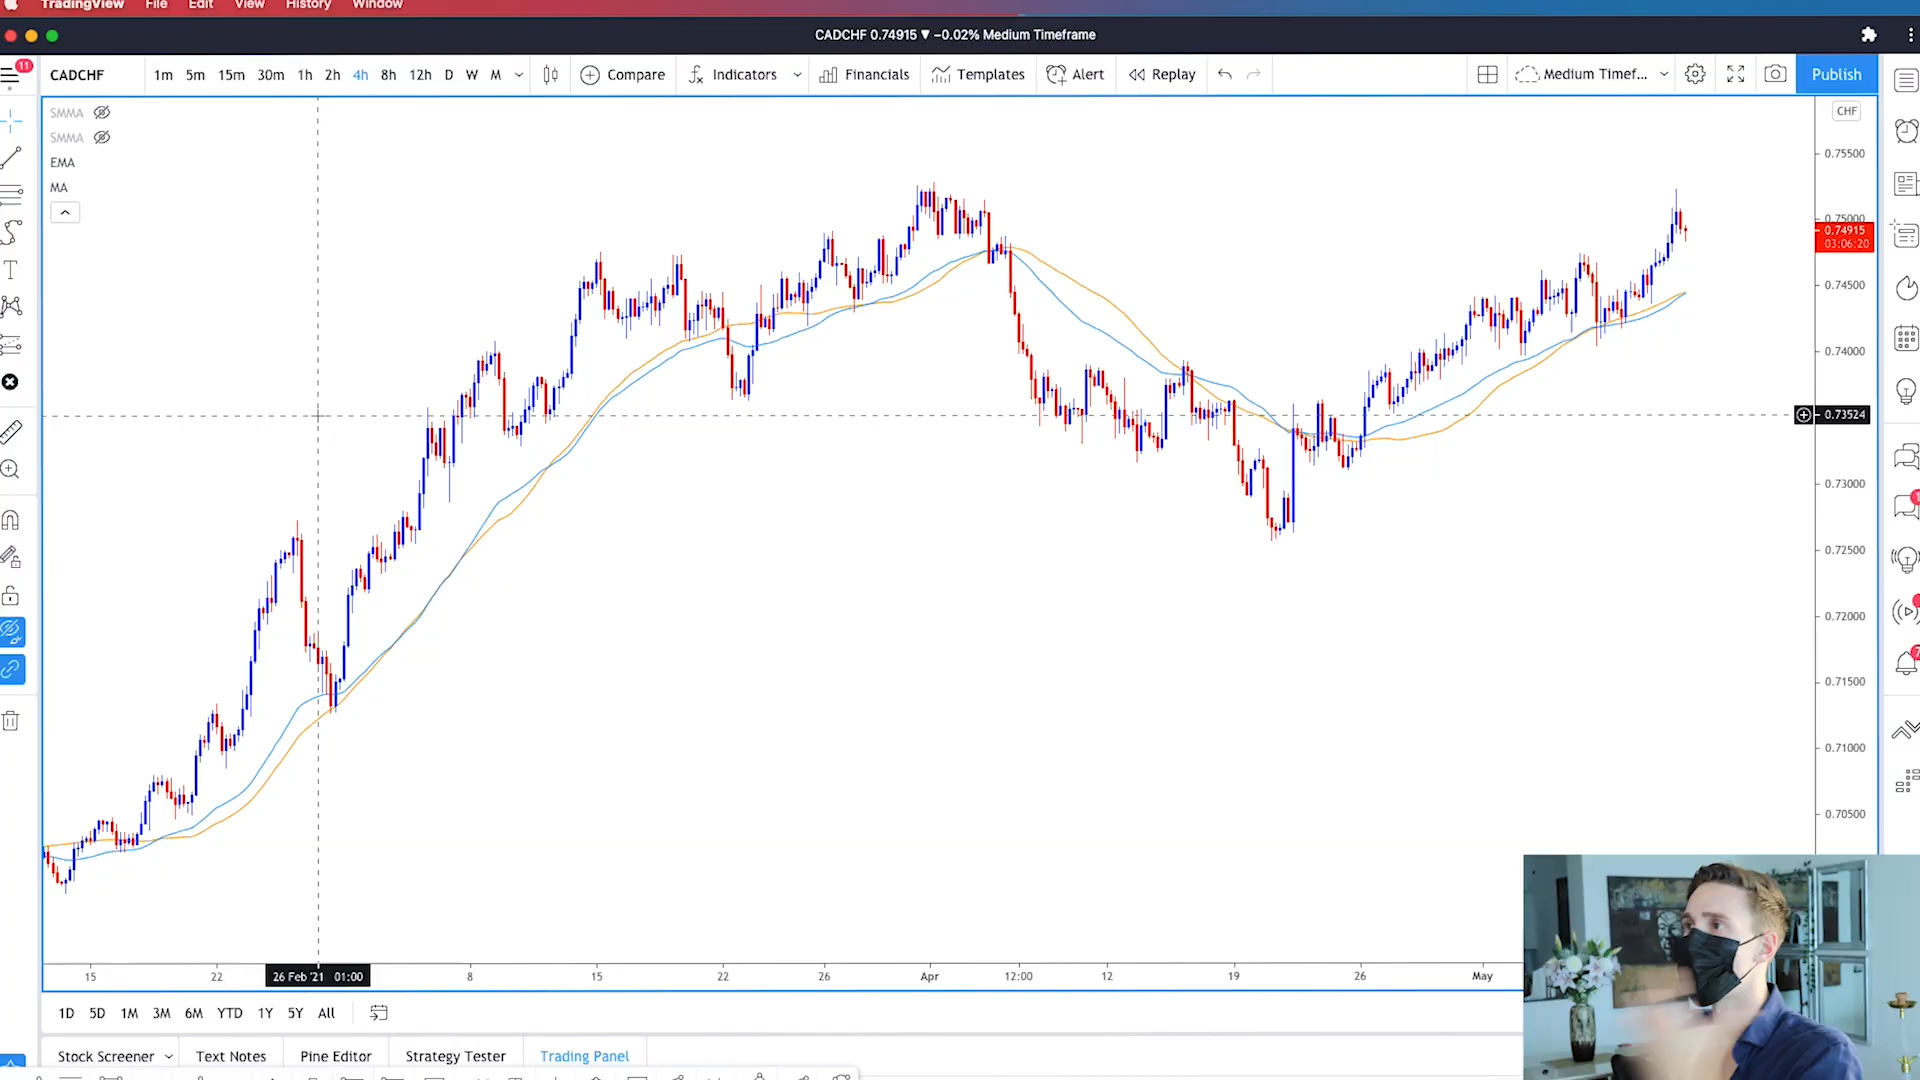 TradingView File Edit View History Window
CADCHF 0.74915 ▼ −0.02% Medium Timeframe
11
CADCHF 1m 5m 15m 30m 1h 2h 4h 8h 12h D W M Compare Indicators Financials Templates Alert Replay Medium Timef... Publish
SMMA
SMMA
EMA
MA
CHF
0.75500
0.75000
0.74915
03:06:20
0.74500
0.74000
0.73524
0.73000
0.72500
0.72000
0.71500
0.71000
0.70500
15 22 26 Feb '21 01:00 8 15 22 26 Apr 12:00 12 19 26 May
1D 5D 1M 3M 6M YTD 1Y 5Y All
Stock Screener Text Notes Pine Editor Strategy Tester Trading Panel